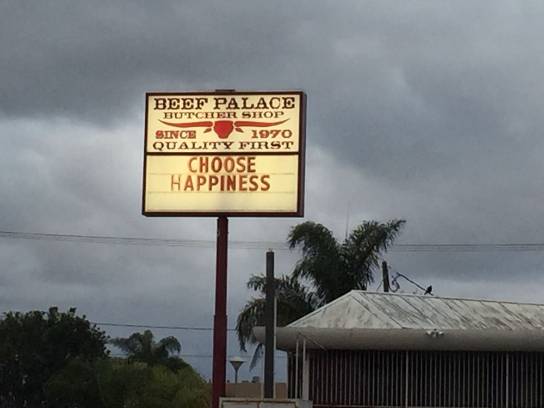 BEEF PALACE
BUTCHER SHOP
SINCE 1970
QUALITY FIRST
CHOOSE
HAPPINESS